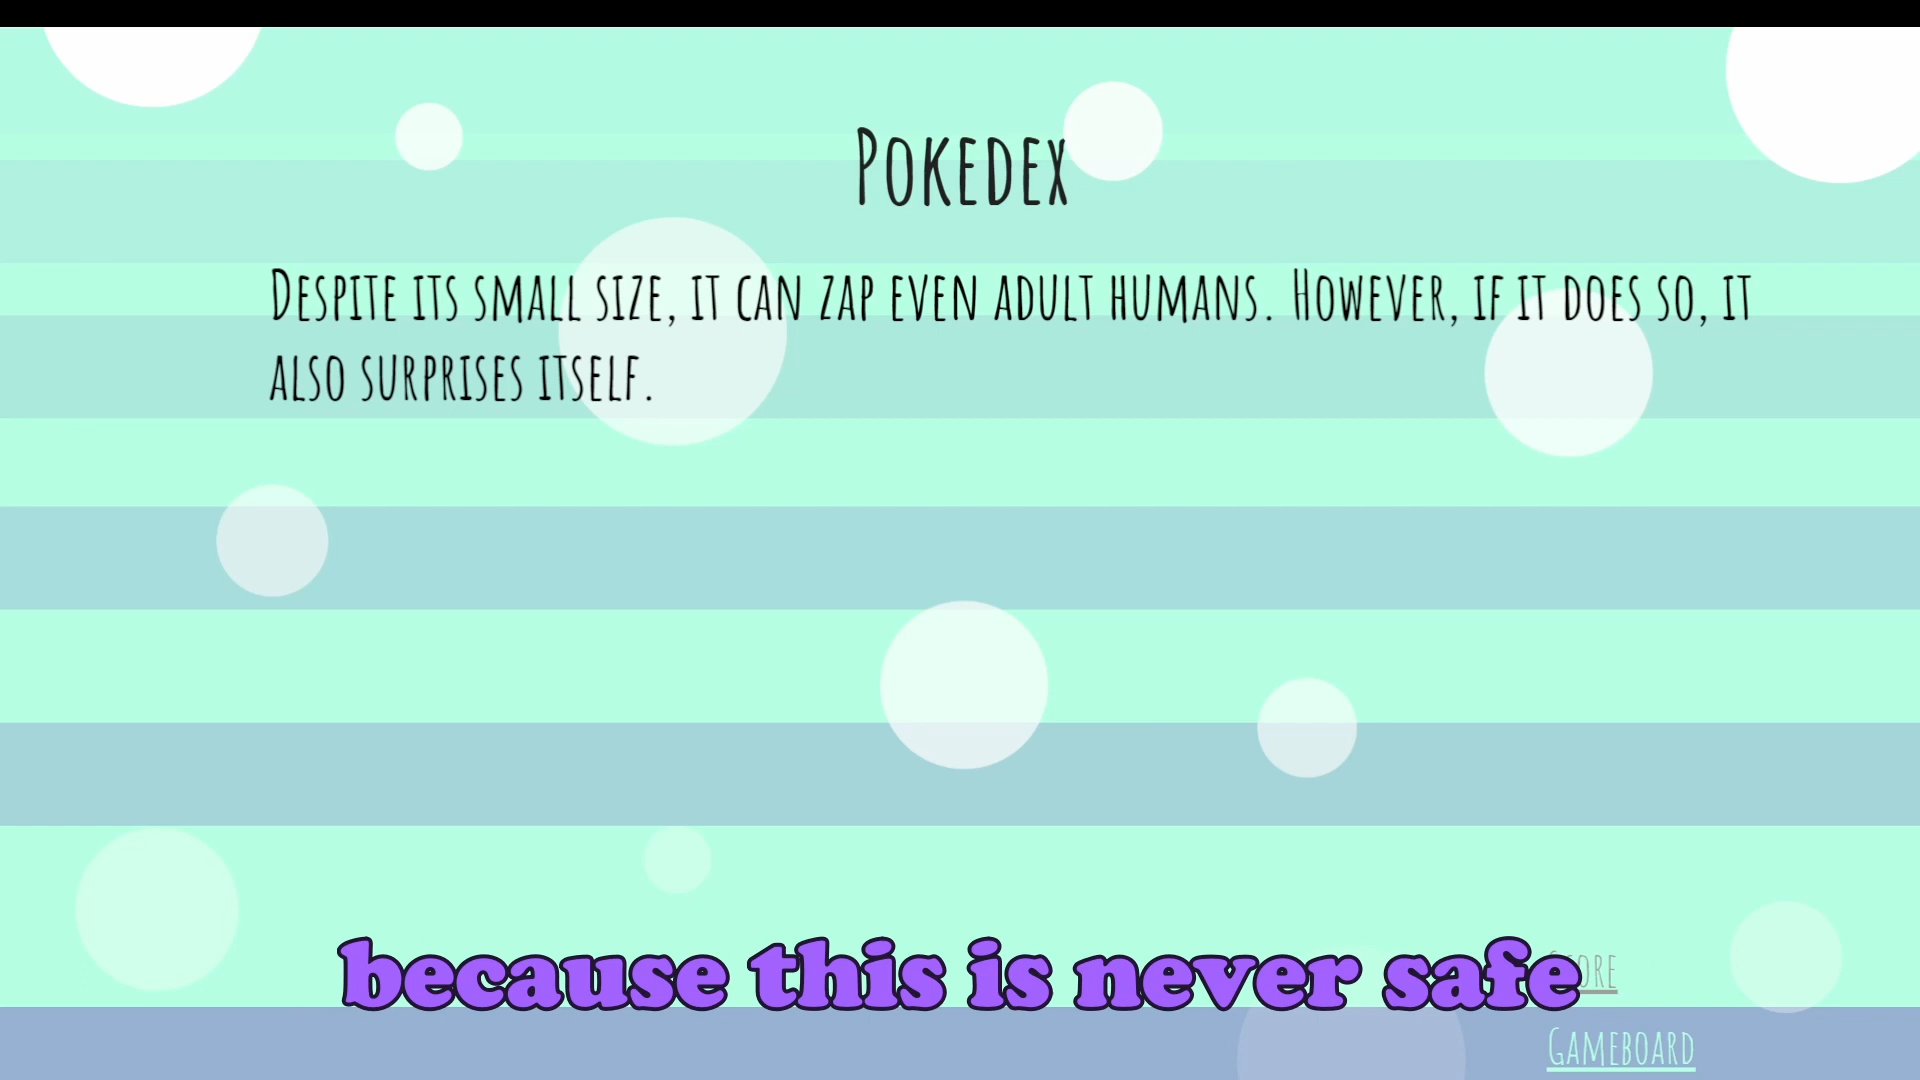 Pokedex
Despite its small size, it can zap even adult humans. However, if it does so, it
also surprises itself.
because this is never safe
Gameboard